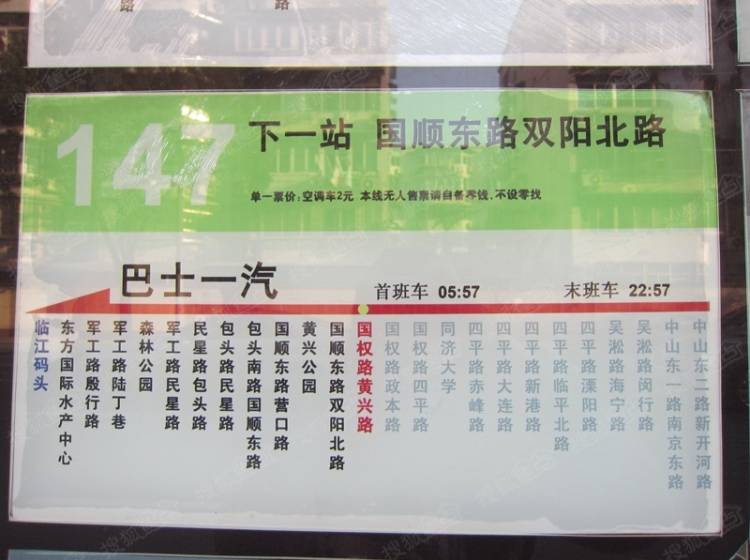 路
路
147
下一站 国顺东路双阳北路
单一票价：空调车2元 本线无人售票请自备零钱，不设零找
巴士一汽
首班车 05:57
末班车 22:57
临江码头
东方国际水产中心
军工路殷行路
军工路陆丁巷
森林公园
军工路民星路
民星路包头路
包头路民星路
包头南路国顺东路
国顺东路营口路
黄兴公园
国顺东路双阳北路
国权路黄兴路
国权路政本路
国权路四平路
同济大学
四平路赤峰路
四平路大连路
四平路新港路
四平路临平北路
四平路溧阳路
吴淞路海宁路
吴淞路闵行路
中山东一路南京东路
中山东二路新开河路